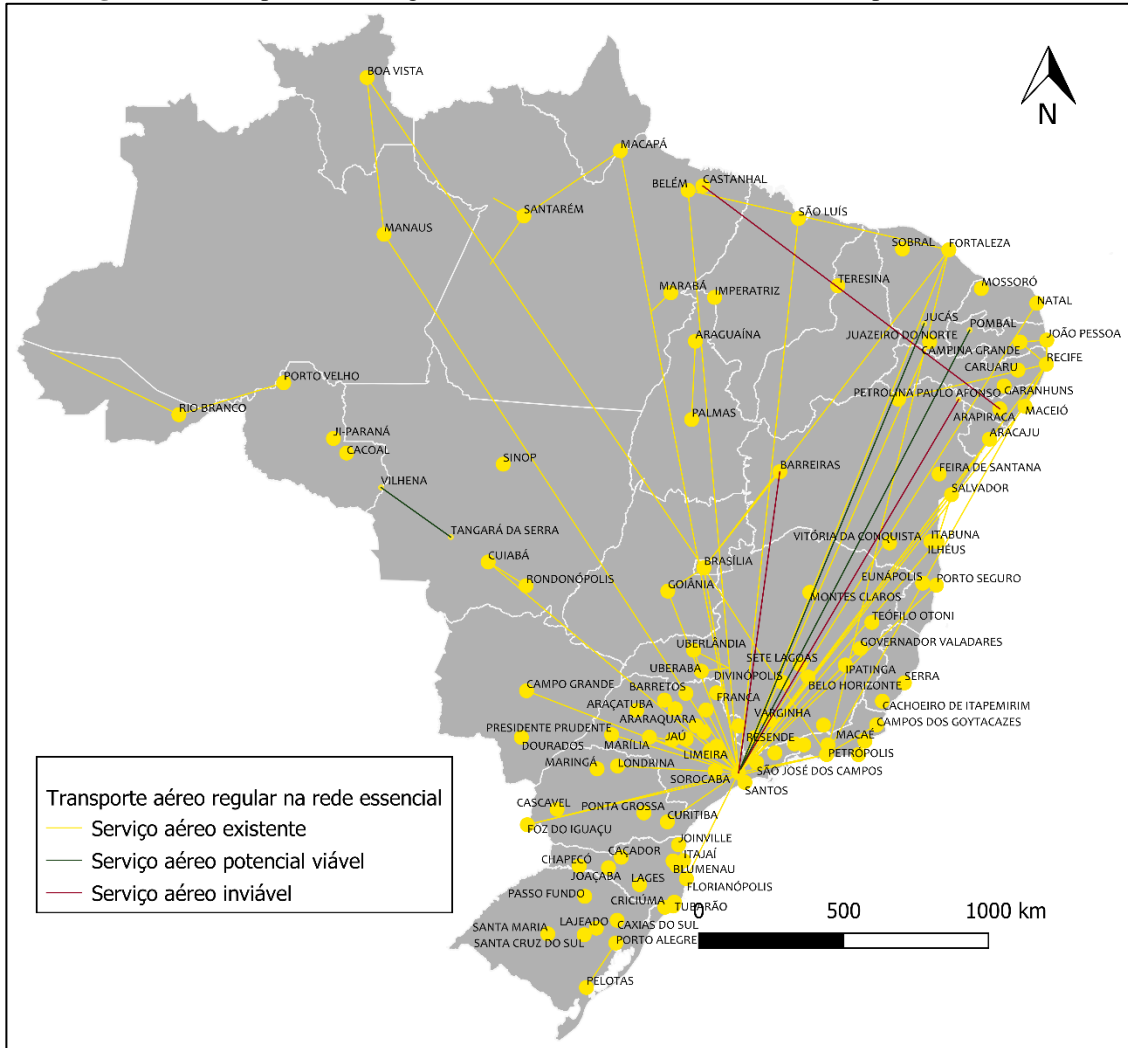 BOA VISTA
N
MACAPÁ
CASTANHAL
BELÉM
SANTARÉM
SÃO LUÍS
MANAUS
SOBRAL
FORTALEZA
TERESINA
MOSSORÓ
MARABÁ
IMPERATRIZ
NATAL
JUCÁS
POMBAL
ARAGUAÍNA
JUAZEIRO DO NORTE
JOÃO PESSOA
CAMPINA GRANDE
RECIFE
CARUARU
PORTO VELHO
GARANHUNS
PETROLINA
PAULO AFONSO
RIO BRANCO
PALMAS
ARAPIRACA
MACEIÓ
JI-PARANÁ
ARACAJU
CACOAL
SINOP
BARREIRAS
FEIRA DE SANTANA
VILHENA
SALVADOR
TANGARÁ DA SERRA
VITÓRIA DA CONQUISTA
ITABUNA
CUIABÁ
ILHÉUS
BRASÍLIA
RONDONÓPOLIS
GOIÂNIA
EUNÁPOLIS
PORTO SEGURO
MONTES CLAROS
TEÓFILO OTONI
UBERLÂNDIA
GOVERNADOR VALADARES
SETE LAGOAS
UBERABA
IPATINGA
DIVINÓPOLIS
CAMPO GRANDE
BARRETOS
BELO HORIZONTE
SERRA
FRANCA
ARAÇATUBA
CACHOEIRO DE ITAPEMIRIM
VARGINHA
ARARAQUARA
CAMPOS DOS GOYTACAZES
PRESIDENTE PRUDENTE
RESENDE
MACAÉ
DOURADOS
MARÍLIA
JAÚ
PETRÓPOLIS
LIMEIRA
MARINGÁ
LONDRINA
SÃO JOSÉ DOS CAMPOS
SOROCABA
SANTOS
CASCAVEL
PONTA GROSSA
FOZ DO IGUAÇU
CURITIBA
JOINVILLE
CAÇADOR
ITAJAÍ
CHAPECÓ
BLUMENAU
JOAÇABA
LAGES
FLORIANÓPOLIS
PASSO FUNDO
CRICIÚMA
TUBARÃO
LAJEADO
CAXIAS DO SUL
SANTA MARIA
SANTA CRUZ DO SUL
PORTO ALEGRE
PELOTAS
0 500 1000 km
Transporte aéreo regular na rede essencial
Serviço aéreo existente
Serviço aéreo potencial viável
Serviço aéreo inviável